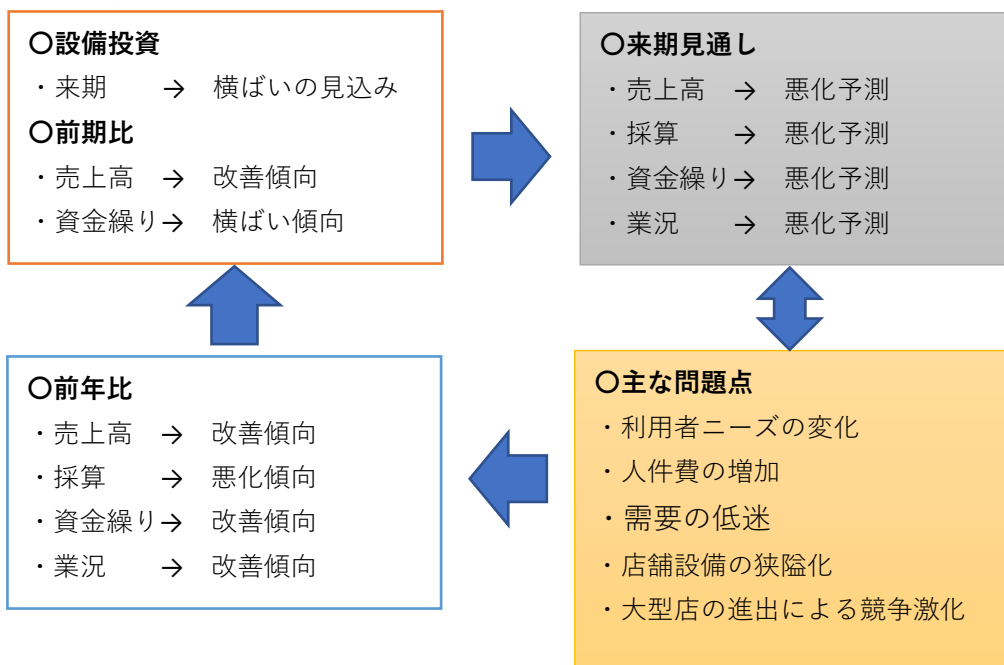 〇設備投資
・来期 → 横ばいの見込み
〇前期比
・売上高 → 改善傾向
・資金繰り→ 横ばい傾向
〇来期見通し
・売上高 → 悪化予測
・採算 → 悪化予測
・資金繰り→ 悪化予測
・業況 → 悪化予測
〇前年比
・売上高 → 改善傾向
・採算 → 悪化傾向
・資金繰り→ 改善傾向
・業況 → 改善傾向
〇主な問題点
・利用者ニーズの変化
・人件費の増加
・需要の低迷
・店舗設備の狭隘化
・大型店の進出による競争激化